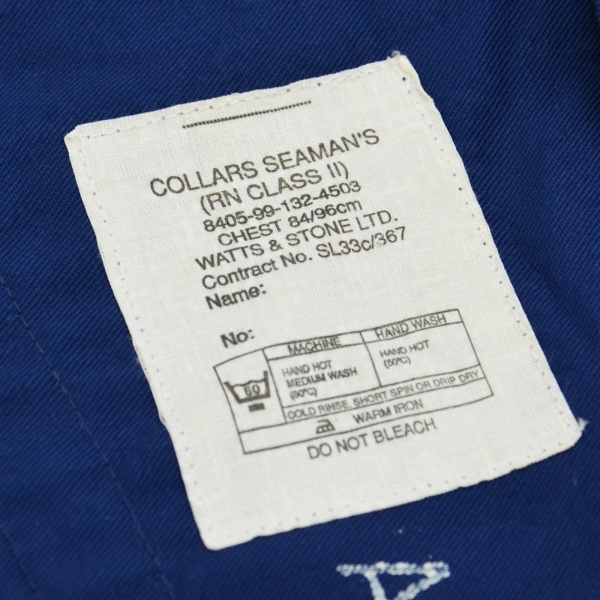 COLLARS SEAMAN'S
(RN CLASS II)
8405-99-132-4503
CHEST 84/96cm
WATTS & STONE LTD.
Contract No. SL33c/367
Name:
No:
MACHINE
HAND WASH
60
HAND HOT
MEDIUM WASH
(50°C)
HAND HOT
(50°C)
COLD RINSE. SHORT SPIN OR DRIP DRY
WARM IRON
DO NOT BLEACH